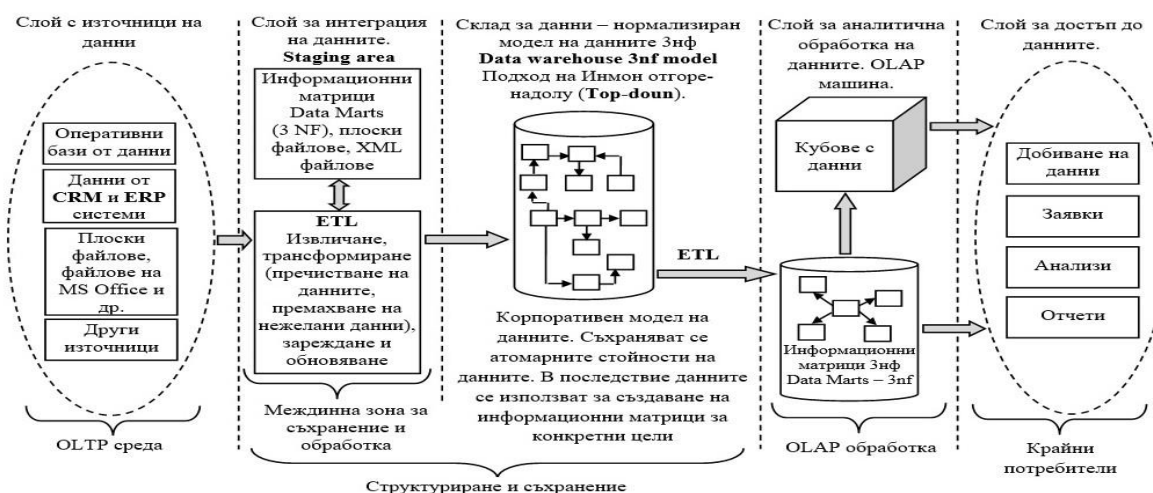 Слой с източници на
данни
Оперативни
бази от данни
Данни от
CRM и ERP
системи
Плоски
файлове,
файлове на
MS Office и
др.
Други
източници
OLTP среда
Слой за интеграция
на данните.
Staging area
Информационни
матрици
Data Marts
(3 NF), плоски
файлове, XML
файлове
ETL
Извличане,
трансформиране
(пречистване на
данните,
премахване на
нежелани данни),
зареждане и
обновяване
Междинна зона за
съхранение и
обработка
Склад за данни – нормализиран
модел на данните 3нф
Data warehouse 3nf model
Подход на Инмон отгоре-
надолу (Top-doun).
ETL
Корпоративен модел на
данните. Съхраняват се
атомарните стойности на
данните. В последствие данните
се използват за създаване на
информационни матрици за
конкретни цели
Структуриране и съхранение
Слой за аналитична
обработка на
данните. OLAP
машина.
Кубове с
данни
Информационни
матрици 3нф
Data Marts – 3nf
OLAP обработка
Слой за достъп до
данните.
Добиване на
данни
Заявки
Анализи
Отчети
Крайни
потребители